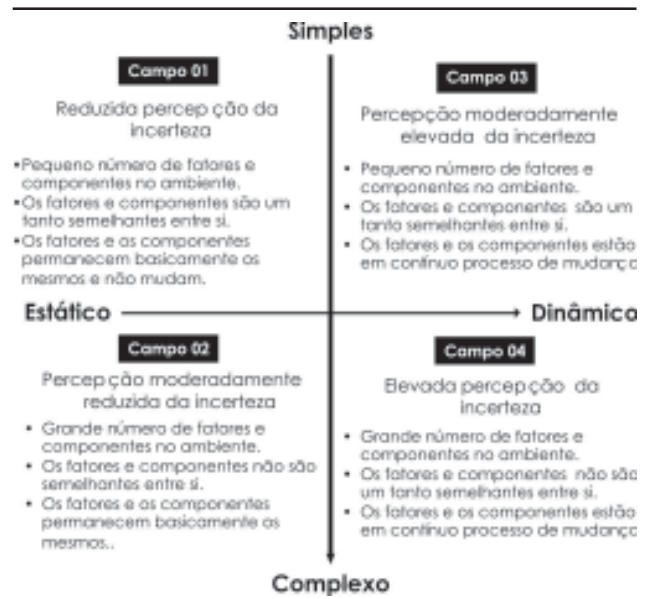 Simples
Campo 01
Reduzida percepção da
incerteza
•Pequeno número de fatores e
componentes no ambiente.
•Os fatores e componentes são um
tanto semelhantes entre si.
•Os fatores e os componentes
permanecem basicamente os
mesmos e não mudam.
Campo 03
Percepção moderadamente
elevada da incerteza
• Pequeno número de fatores e
componentes no ambiente.
• Os fatores e componentes são um
tanto semelhantes entre si.
• Os fatores e os componentes estão
em contínuo processo de mudança
Estático
Dinâmico
Campo 02
Percepção moderadamente
reduzida da incerteza
• Grande número de fatores e
componentes no ambiente.
• Os fatores e componentes não são
semelhantes entre si.
• Os fatores e os componentes
permanecem basicamente os
mesmos..
Campo 04
Elevada percepção da
incerteza
• Grande número de fatores e
componentes no ambiente.
• Os fatores e componentes não são
um tanto semelhantes entre si.
• Os fatores e os componentes estão
em contínuo processo de mudança
Complexo